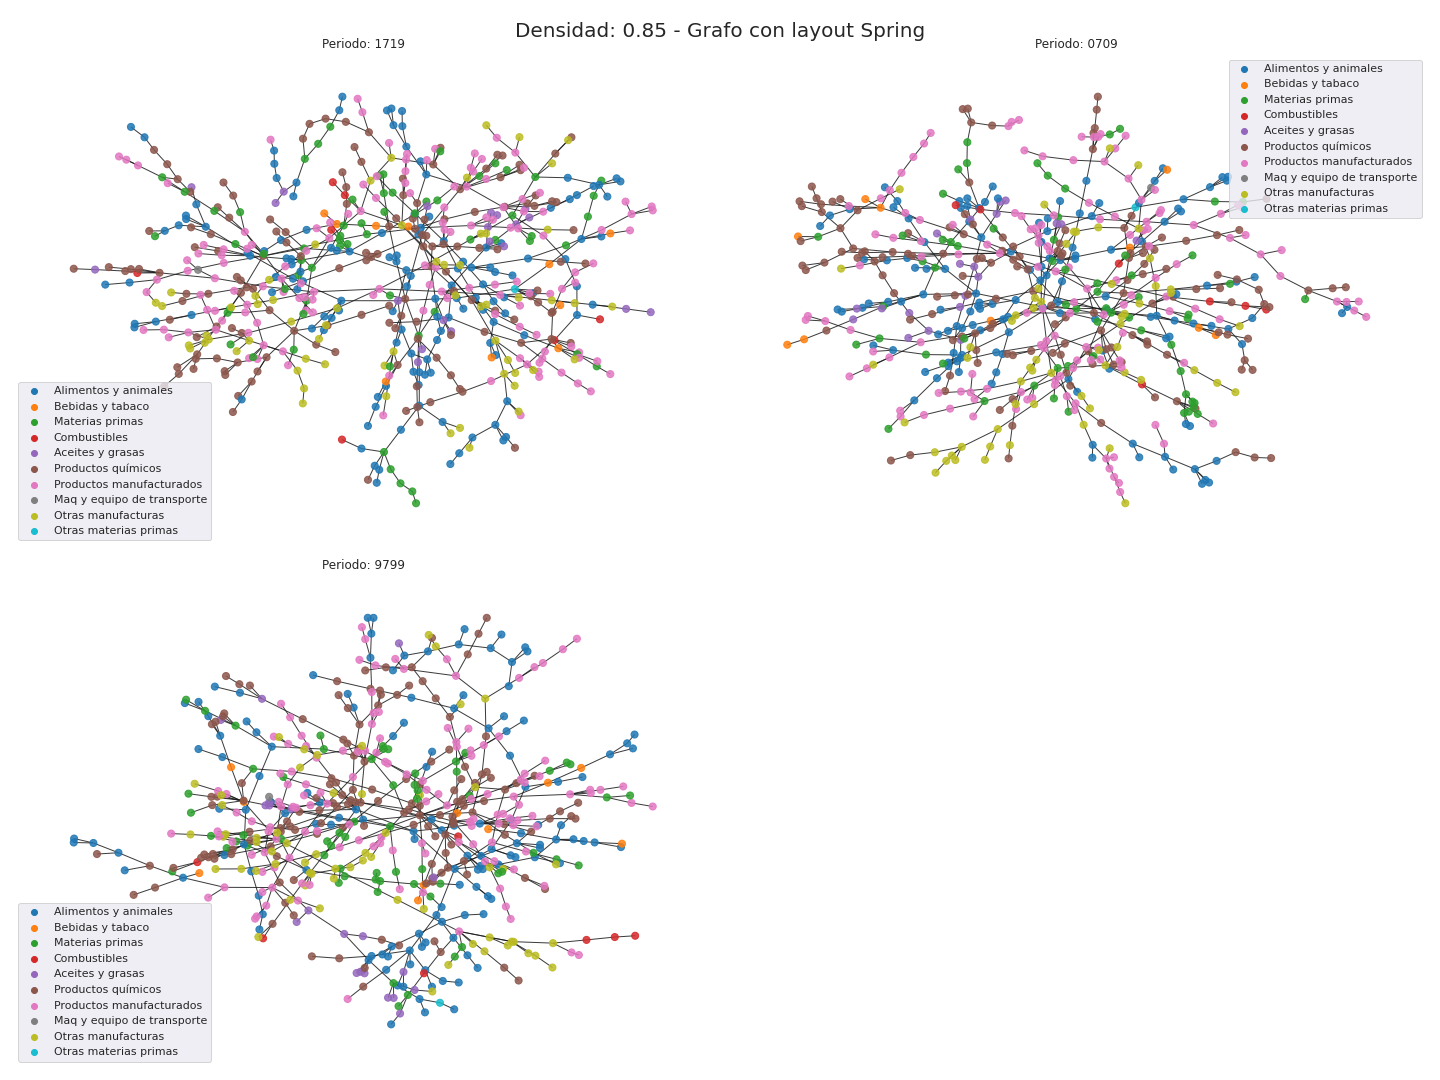 Densidad: 0.85 - Grafo con layout Spring
Periodo: 1719
Alimentos y animales
Bebidas y tabaco
Materias primas
Combustibles
Aceites y grasas
Productos químicos
Productos manufacturados
Maq y equipo de transporte
Otras manufacturas
Otras materias primas
Periodo: 0709
Alimentos y animales
Bebidas y tabaco
Materias primas
Combustibles
Aceites y grasas
Productos químicos
Productos manufacturados
Maq y equipo de transporte
Otras manufacturas
Otras materias primas
Periodo: 9799
Alimentos y animales
Bebidas y tabaco
Materias primas
Combustibles
Aceites y grasas
Productos químicos
Productos manufacturados
Maq y equipo de transporte
Otras manufacturas
Otras materias primas